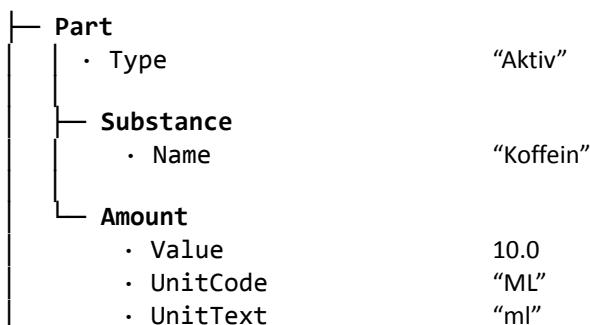 Part
· Type “Aktiv”
Substance
· Name “Koffein”
Amount
· Value 10.0
· UnitCode “ML”
· UnitText “ml”